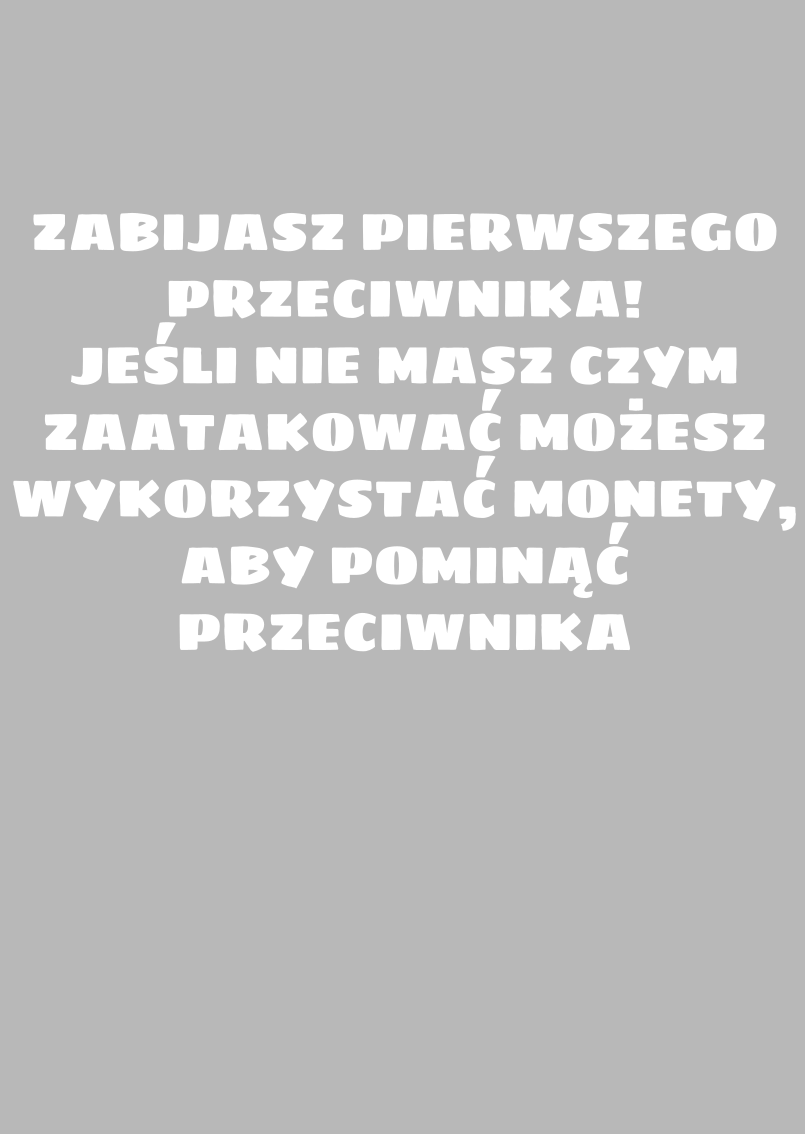 ZABIJASZ PIERWSZEGO
PRZECIWNIKA!
JEŚLI NIE MASZ CZYM
ZAATAKOWAĆ MOŻESZ
WYKORZYSTAĆ MONETY,
ABY POMINĄĆ
PRZECIWNIKA